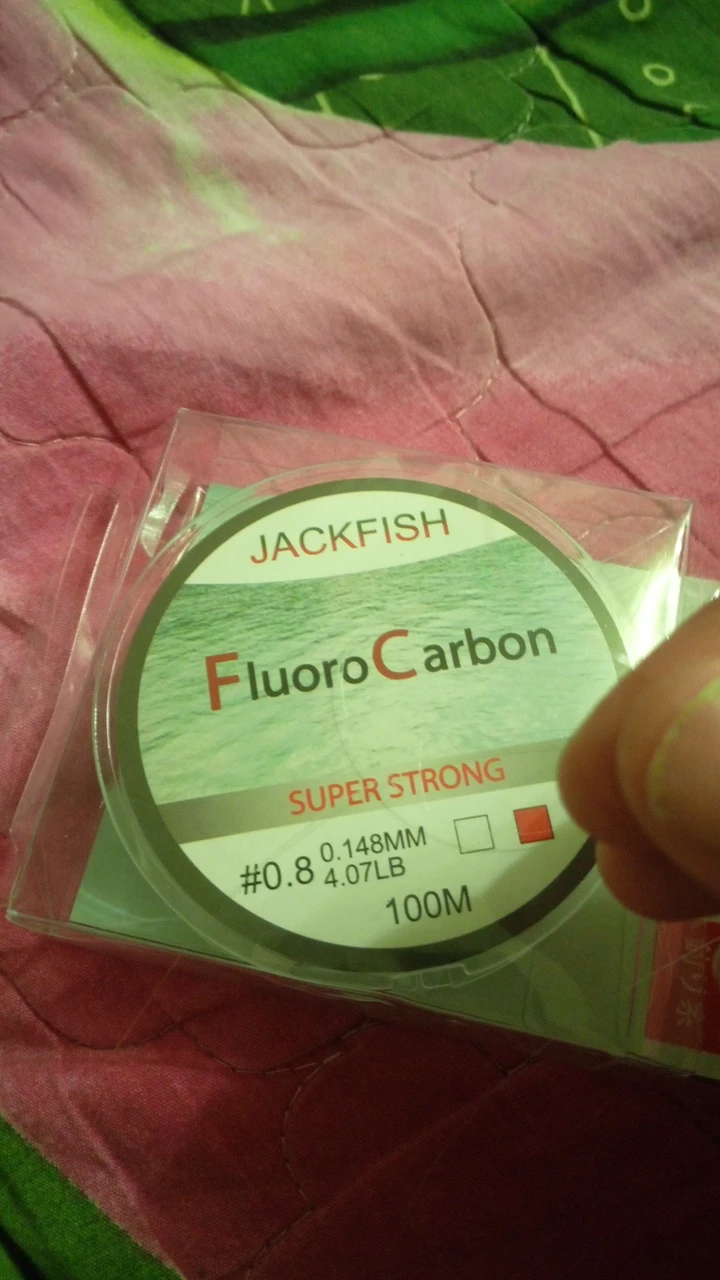 JACKFISH
FluoroCarbon
SUPER STRONG
#0.8 0.148MM
4.07LB
100M